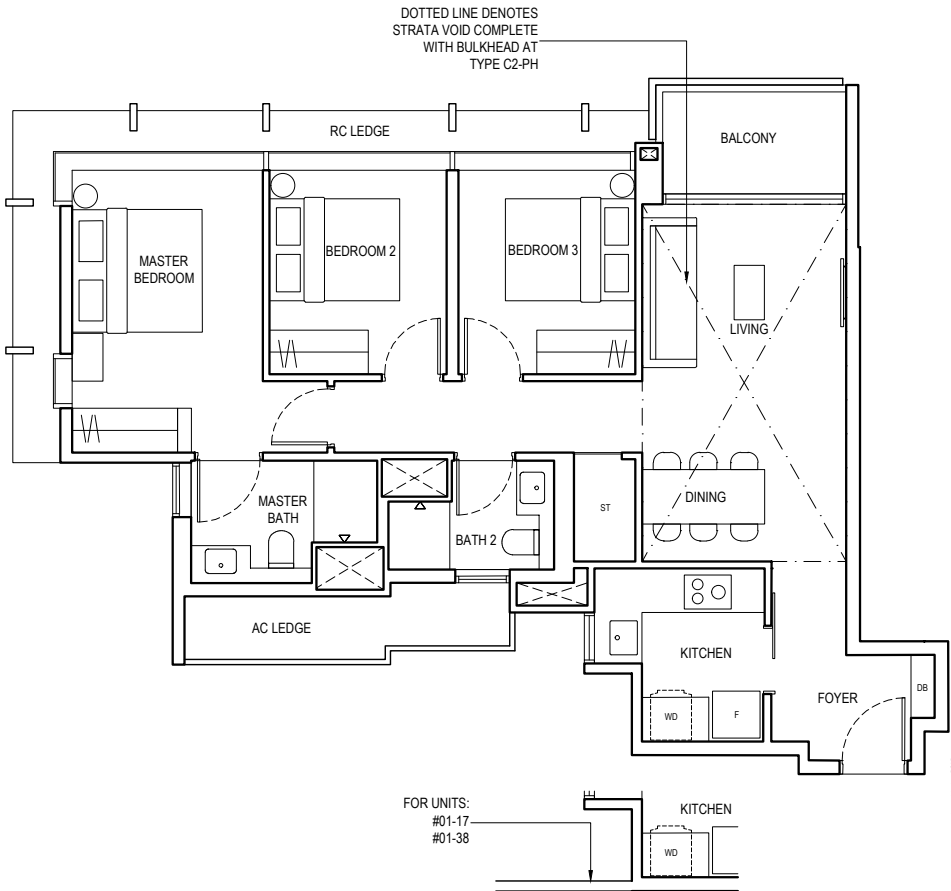 DOTTED LINE DENOTES
STRATA VOID COMPLETE
WITH BULKHEAD AT
TYPE C2-PH
RC LEDGE
BALCONY
MASTER
BEDROOM
BEDROOM 2
BEDROOM 3
LIVING
DINING
MASTER
BATH
BATH 2
ST
AC LEDGE
KITCHEN
WD
F
FOYER
DB
FOR UNITS:
#01-17
#01-38
KITCHEN
WD